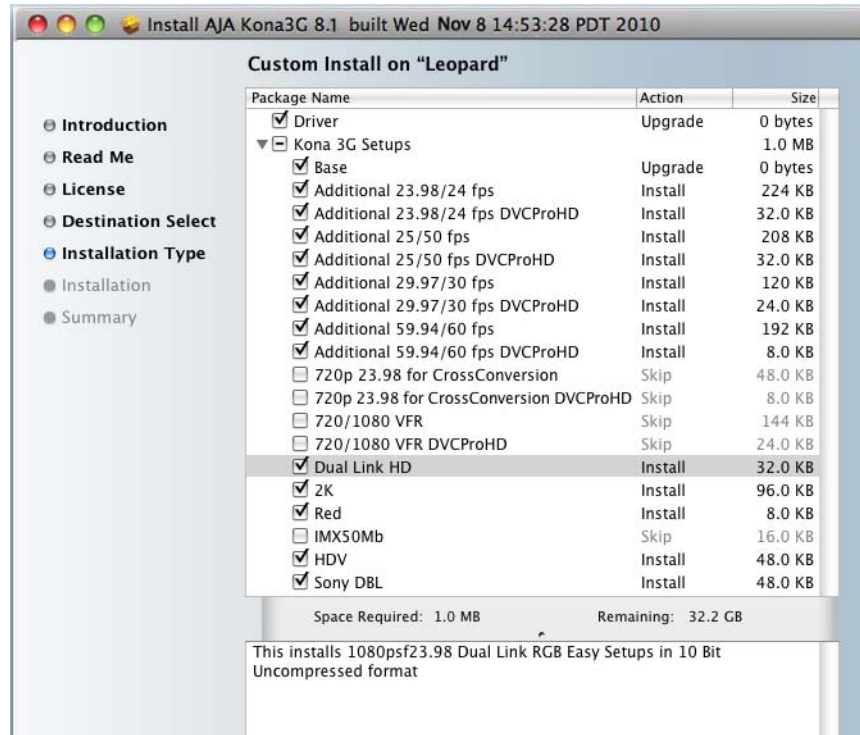 Install AJA Kona3G 8.1 built Wed Nov 8 14:53:28 PDT 2010
Custom Install on “Leopard”
Introduction
Read Me
License
Destination Select
Installation Type
Installation
Summary
Package Name Action Size
Driver Upgrade 0 bytes
Kona 3G Setups 1.0 MB
Base Upgrade 0 bytes
Additional 23.98/24 fps Install 224 KB
Additional 23.98/24 fps DVCProHD Install 32.0 KB
Additional 25/50 fps Install 208 KB
Additional 25/50 fps DVCProHD Install 32.0 KB
Additional 29.97/30 fps Install 120 KB
Additional 29.97/30 fps DVCProHD Install 24.0 KB
Additional 59.94/60 fps Install 192 KB
Additional 59.94/60 fps DVCProHD Install 8.0 KB
720p 23.98 for CrossConversion Skip 48.0 KB
720p 23.98 for CrossConversion DVCProHD Skip 8.0 KB
720/1080 VFR Skip 144 KB
720/1080 VFR DVCProHD Skip 24.0 KB
Dual Link HD Install 32.0 KB
2K Install 96.0 KB
Red Install 8.0 KB
IMX50Mb Skip 16.0 KB
HDV Install 48.0 KB
Sony DBL Install 48.0 KB
Space Required: 1.0 MB Remaining: 32.2 GB
This installs 1080psf23.98 Dual Link RGB Easy Setups in 10 Bit
Uncompressed format